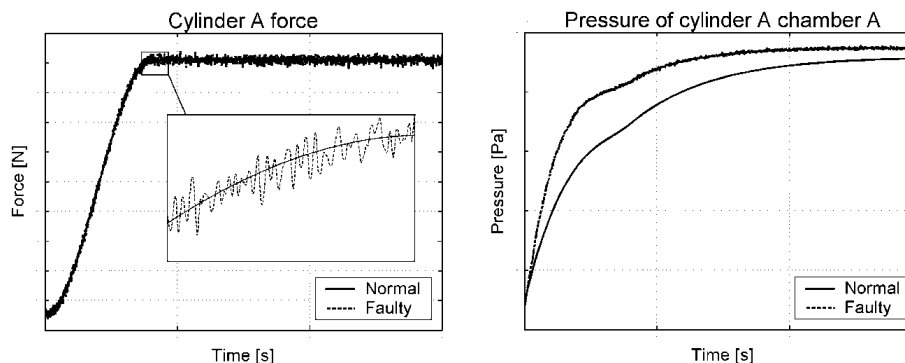 Cylinder A force
Force [N]
Normal
Faulty
Time [s]
Pressure of cylinder A chamber A
Pressure [Pa]
Normal
Faulty
Time [s]